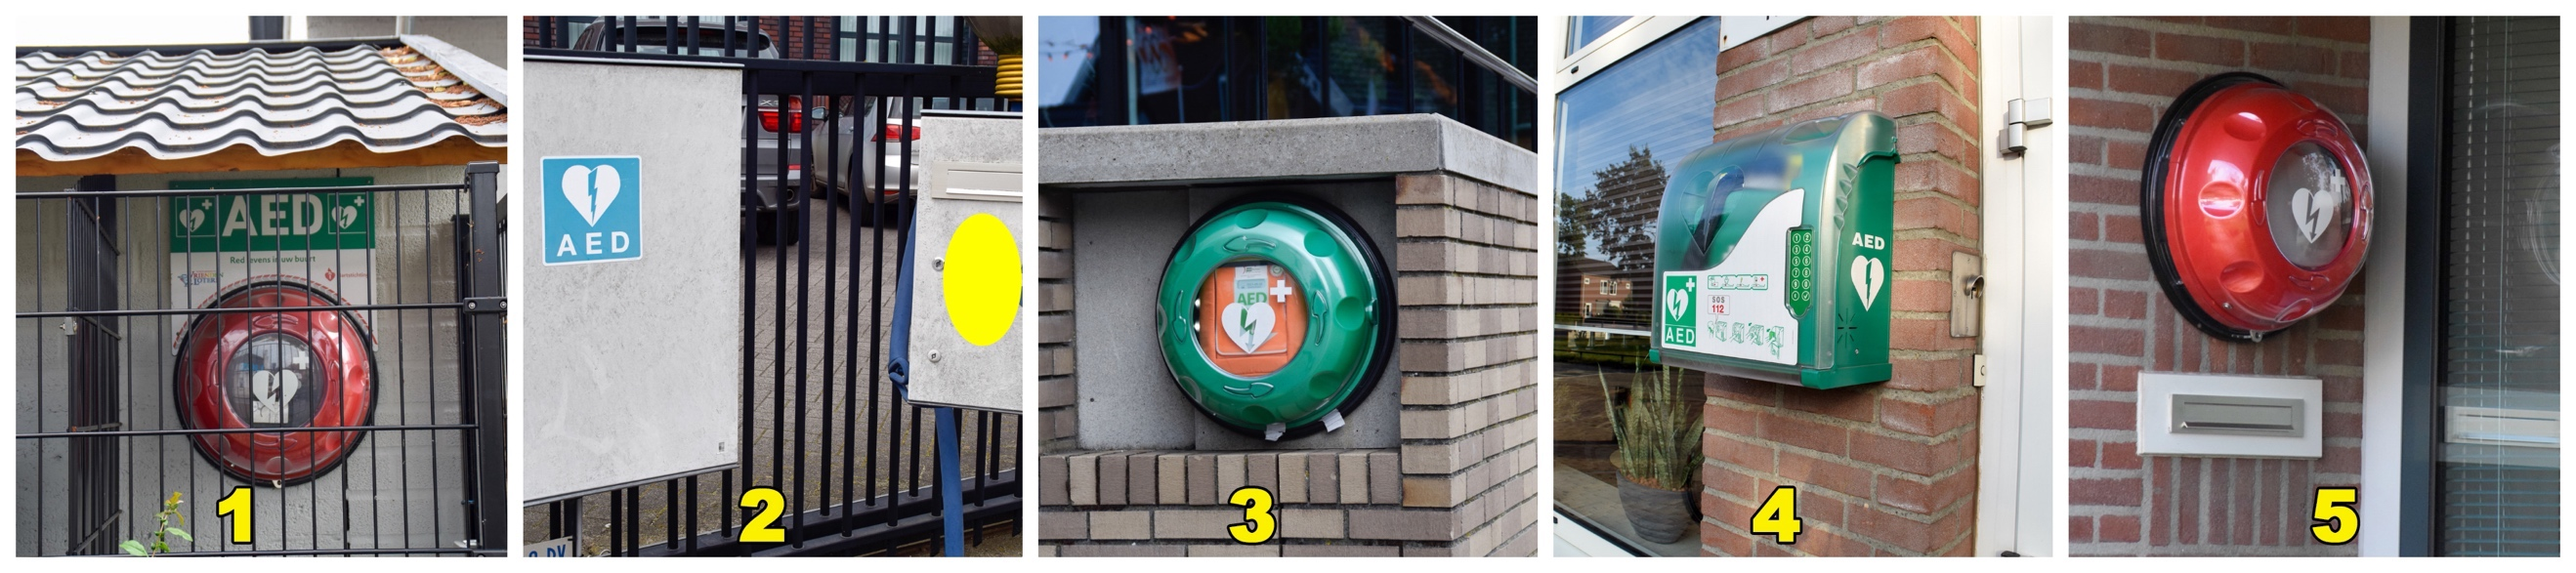 AED
Red levens in uw buurt
1
AED
2
AED
3
AED
SOS
112
AED
4
5